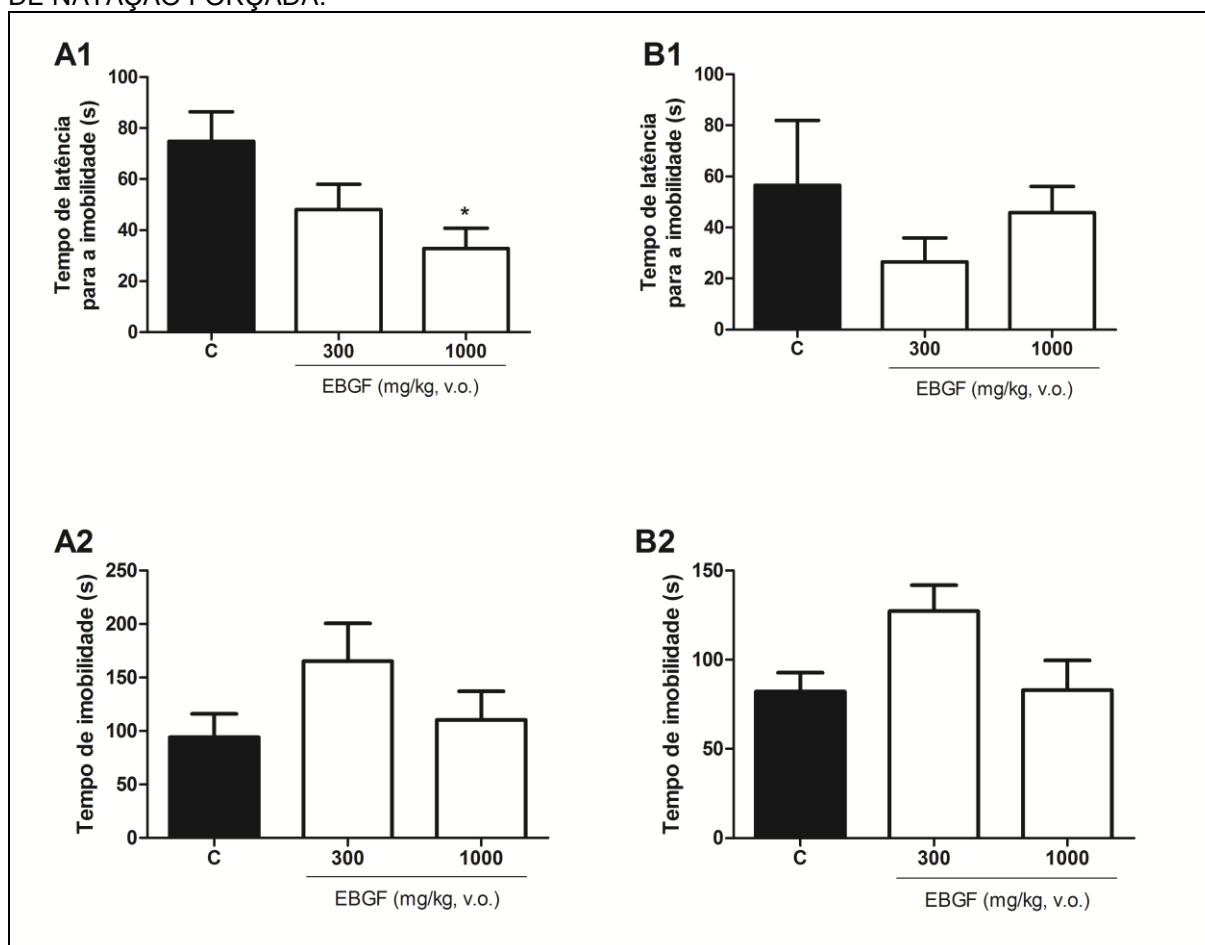 DE NATAÇÃO FORÇADA.
A1
Tempo de latência
para a imobilidade (s)
100
80
60
40
20
0
*
C
300
1000
EBGF (mg/kg, v.o.)
B1
Tempo de latência
para a imobilidade (s)
100
80
60
40
20
0
C
300
1000
EBGF (mg/kg, v.o.)
A2
Tempo de imobilidade (s)
250
200
150
100
50
0
C
300
1000
EBGF (mg/kg, v.o.)
B2
Tempo de imobilidade (s)
150
100
50
0
C
300
1000
EBGF (mg/kg, v.o.)